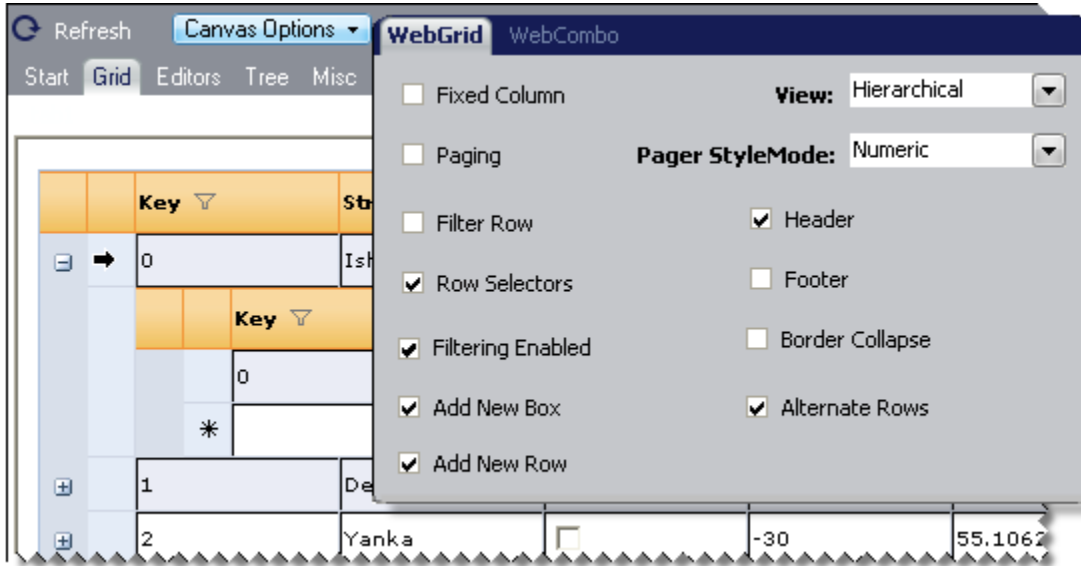 Refresh Canvas Options WebGrid WebCombo
Start Grid Editors Tree Misc
Fixed Column View: Hierarchical
Paging Pager StyleMode: Numeric
Key
Filter Row Header
0
Row Selectors Footer
Key
Filtering Enabled Border Collapse
0
Add New Box Alternate Rows
Add New Row
1
2 Yanka -30 55.1062